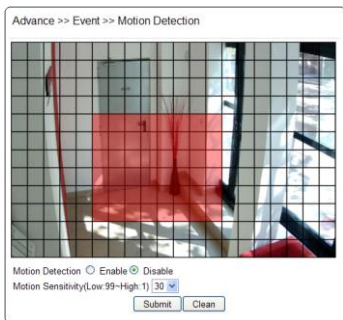 Advance >> Event >> Motion Detection
Motion Detection Enable Disable
Motion Sensitivity(Low:99~High:1) 30
Submit Clean